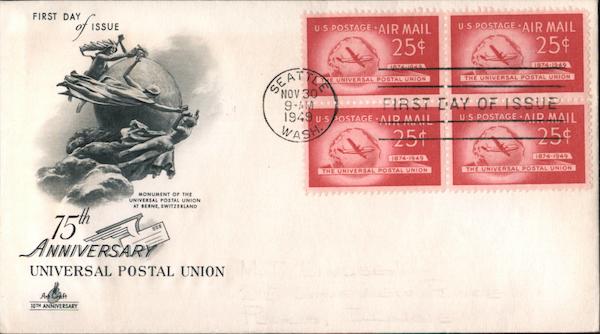 FIRST DAY
of ISSUE
MONUMENT OF THE
UNIVERSAL POSTAL UNION
AT BERNE, SWITZERLAND
75th
ANNIVERSARY
UNIVERSAL POSTAL UNION
ArtCraft
10TH ANNIVERSARY
SEATTLE
NOV 30
9-AM
1949
WASH.
FIRST DAY OF ISSUE
U.S. POSTAGE - AIR MAIL
25¢
1874-1949
THE UNIVERSAL POSTAL UNION
U.S. POSTAGE - AIR MAIL
25¢
1874-1949
THE UNIVERSAL POSTAL UNION
U.S. POSTAGE - AIR MAIL
25¢
1874-1949
THE UNIVERSAL POSTAL UNION
U.S. POSTAGE - AIR MAIL
25¢
1874-1949
THE UNIVERSAL POSTAL UNION